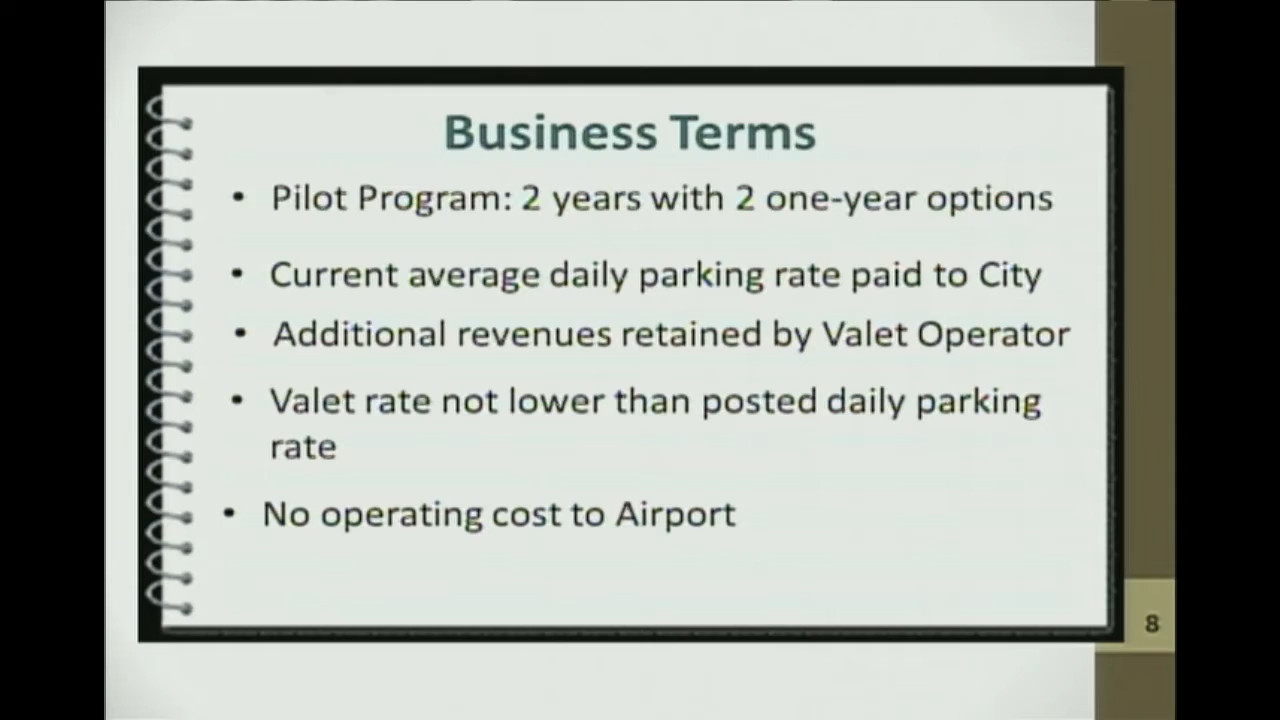 Business Terms
• Pilot Program: 2 years with 2 one-year options
• Current average daily parking rate paid to City
• Additional revenues retained by Valet Operator
• Valet rate not lower than posted daily parking
rate
• No operating cost to Airport
8